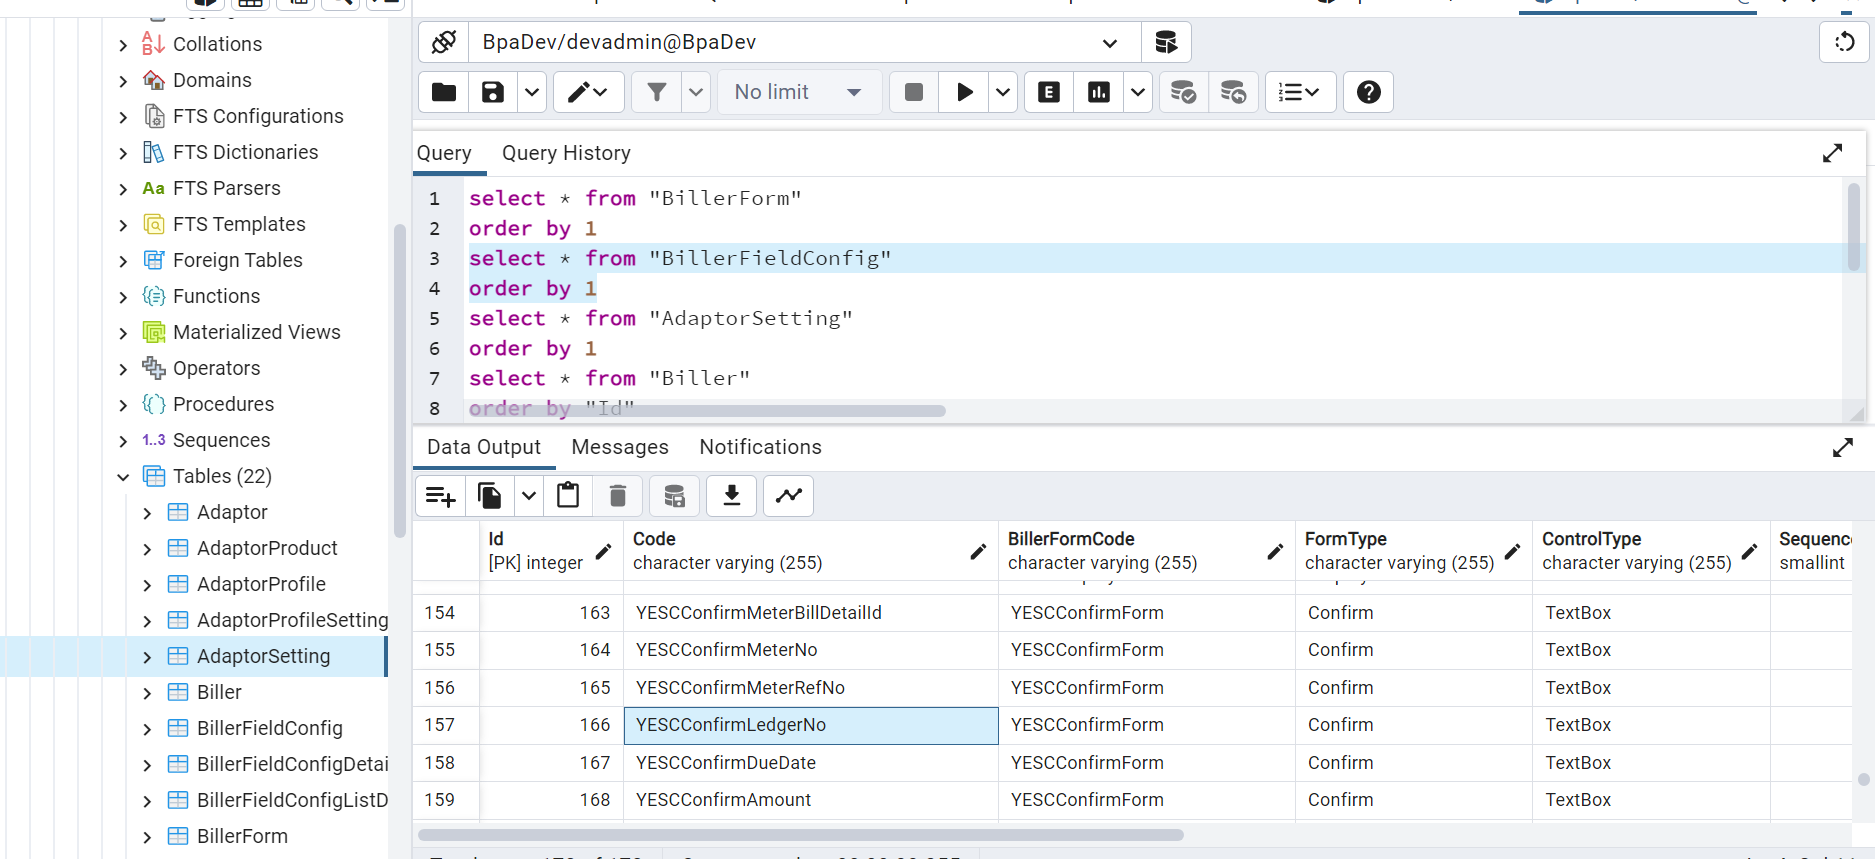 Collations
Domains
FTS Configurations
FTS Dictionaries
Aa FTS Parsers
FTS Templates
Foreign Tables
Functions
Materialized Views
Operators
Procedures
1..3 Sequences
Tables (22)
Adaptor
AdaptorProduct
AdaptorProfile
AdaptorProfileSetting
AdaptorSetting
Biller
BillerFieldConfig
BillerFieldConfigDetai
BillerFieldConfigListD
BillerForm
BpaDev/devadmin@BpaDev
No limit
E
Query Query History
1 select * from "BillerForm"
2 order by 1
3 select * from "BillerFieldConfig"
4 order by 1
5 select * from "AdaptorSetting"
6 order by 1
7 select * from "Biller"
8 order by "Id"
Data Output Messages Notifications
Id Code BillerFormCode FormType ControlType Sequenc
[PK] integer character varying (255) character varying (255) character varying (255) character varying (255) smallint
154 163 YESCConfirmMeterBillDetailId YESCConfirmForm Confirm TextBox
155 164 YESCConfirmMeterNo YESCConfirmForm Confirm TextBox
156 165 YESCConfirmMeterRefNo YESCConfirmForm Confirm TextBox
157 166 YESCConfirmLedgerNo YESCConfirmForm Confirm TextBox
158 167 YESCConfirmDueDate YESCConfirmForm Confirm TextBox
159 168 YESCConfirmAmount YESCConfirmForm Confirm TextBox